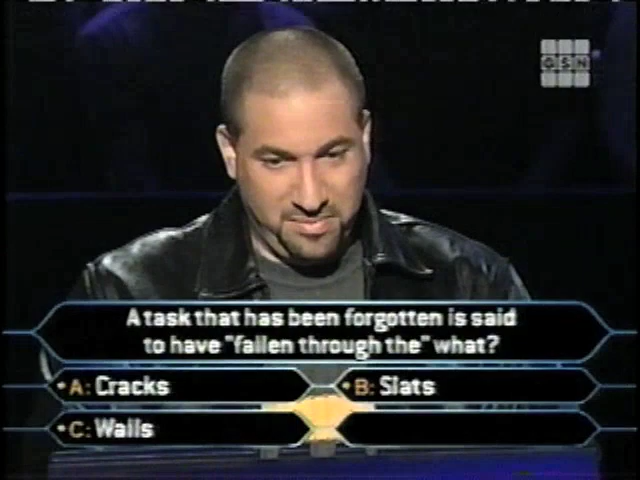 GSN
A task that has been forgotten is said
to have "fallen through the" what?
A: Cracks
B: Slats
C: Walls